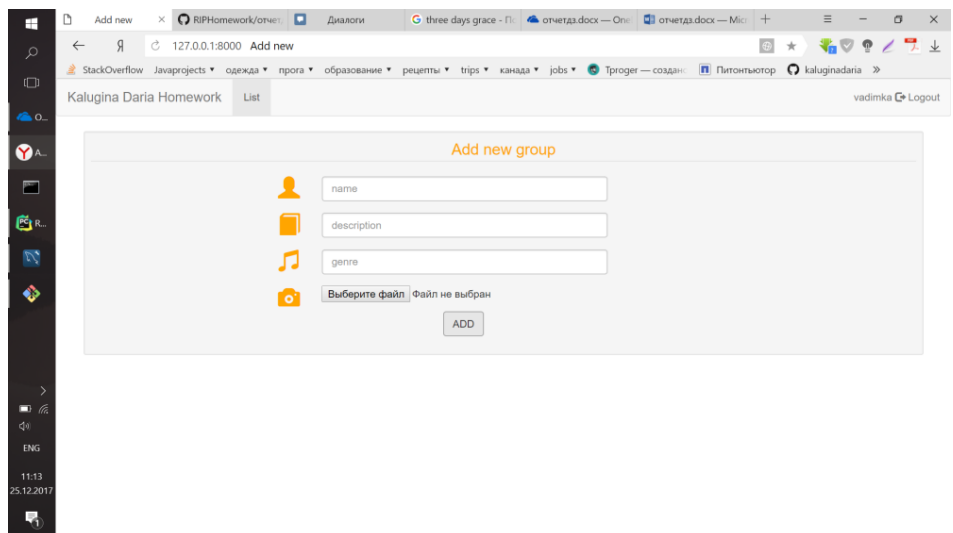 Add new RIPHomework/отчет Диалоги three days grace - По отчетдз.docx — One отчетдз.docx — Micr
Я 127.0.0.1:8000 Add new
StackOverflow Javaprojects одежда прога образование рецепты trips канада jobs Tproger — создан Питонтьютор kaluginadaria »
Kalugina Daria Homework List vadimka Logout
O...
Add new group
A...
name
description
R...
genre
Выберите файл Файл не выбран
ADD
ENG
11:13
25.12.2017
1